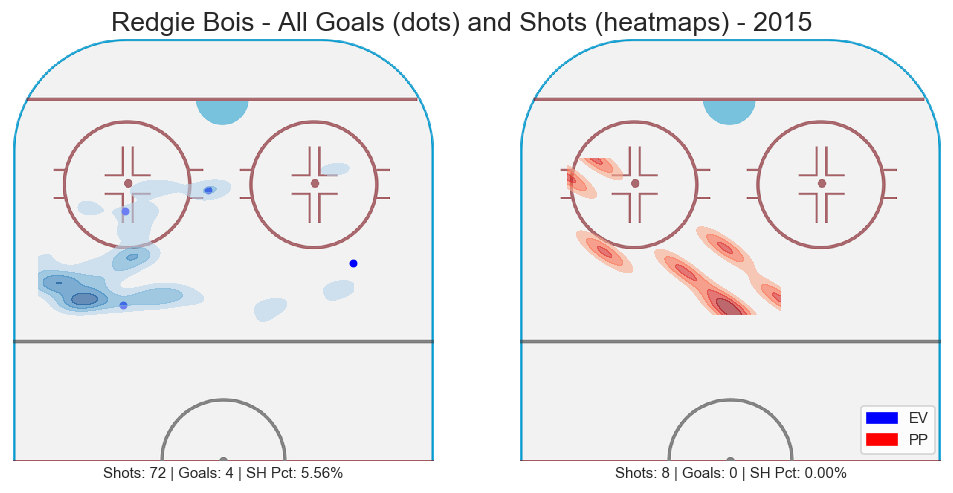 Redgie Bois - All Goals (dots) and Shots (heatmaps) - 2015
EV
PP
Shots: 72 | Goals: 4 | SH Pct: 5.56%
Shots: 8 | Goals: 0 | SH Pct: 0.00%